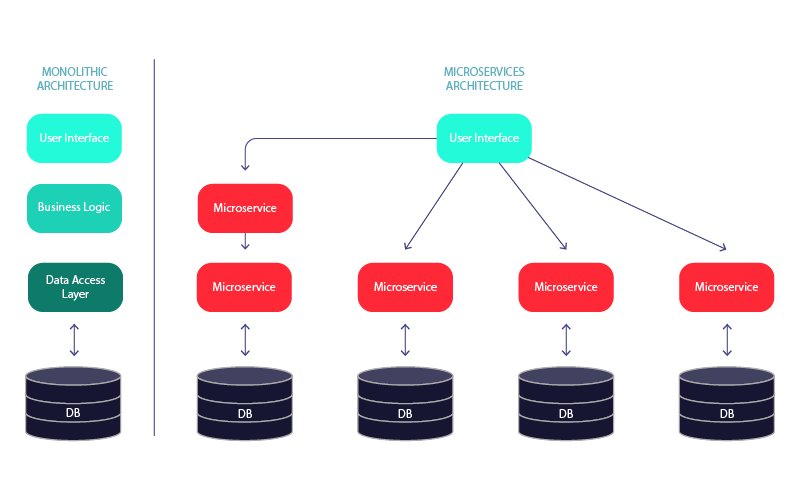 MONOLITHIC
ARCHITECTURE
User Interface
Business Logic
Data Access
Layer
DB
MICROSERVICES
ARCHITECTURE
User Interface
Microservice
Microservice
Microservice
Microservice
Microservice
DB
DB
DB
DB